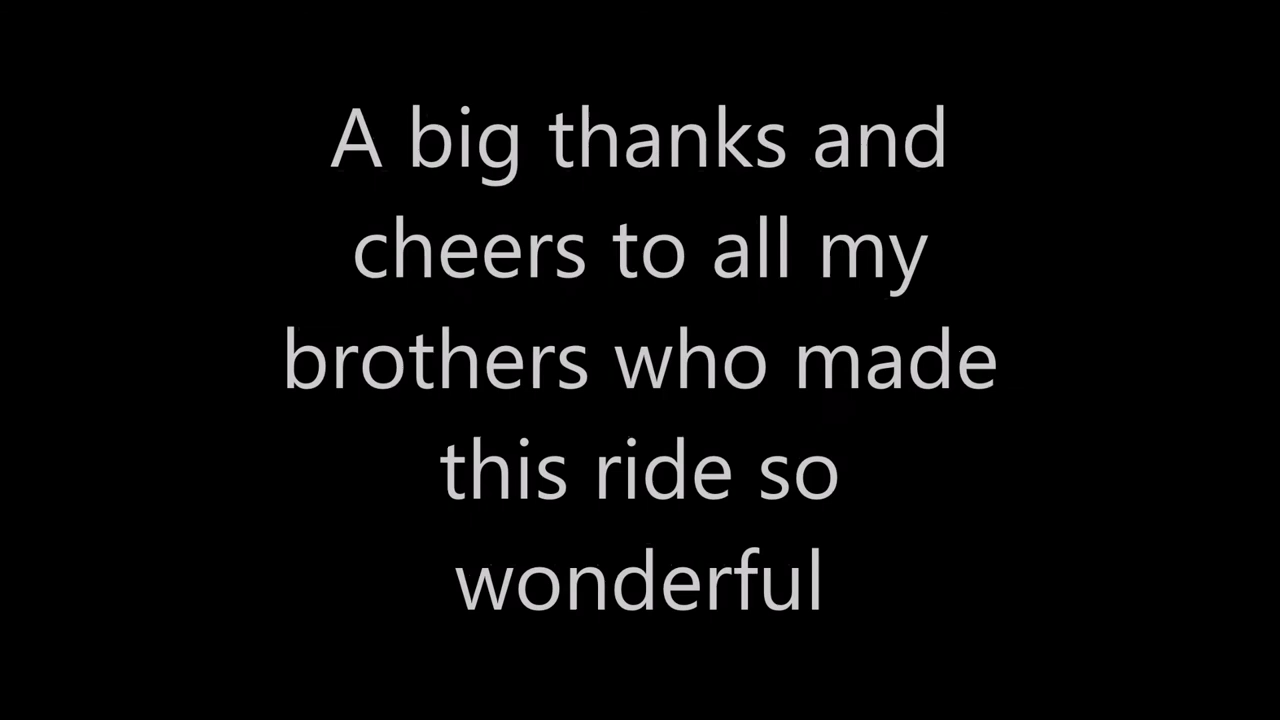 A big thanks and
cheers to all my
brothers who made
this ride so
wonderful